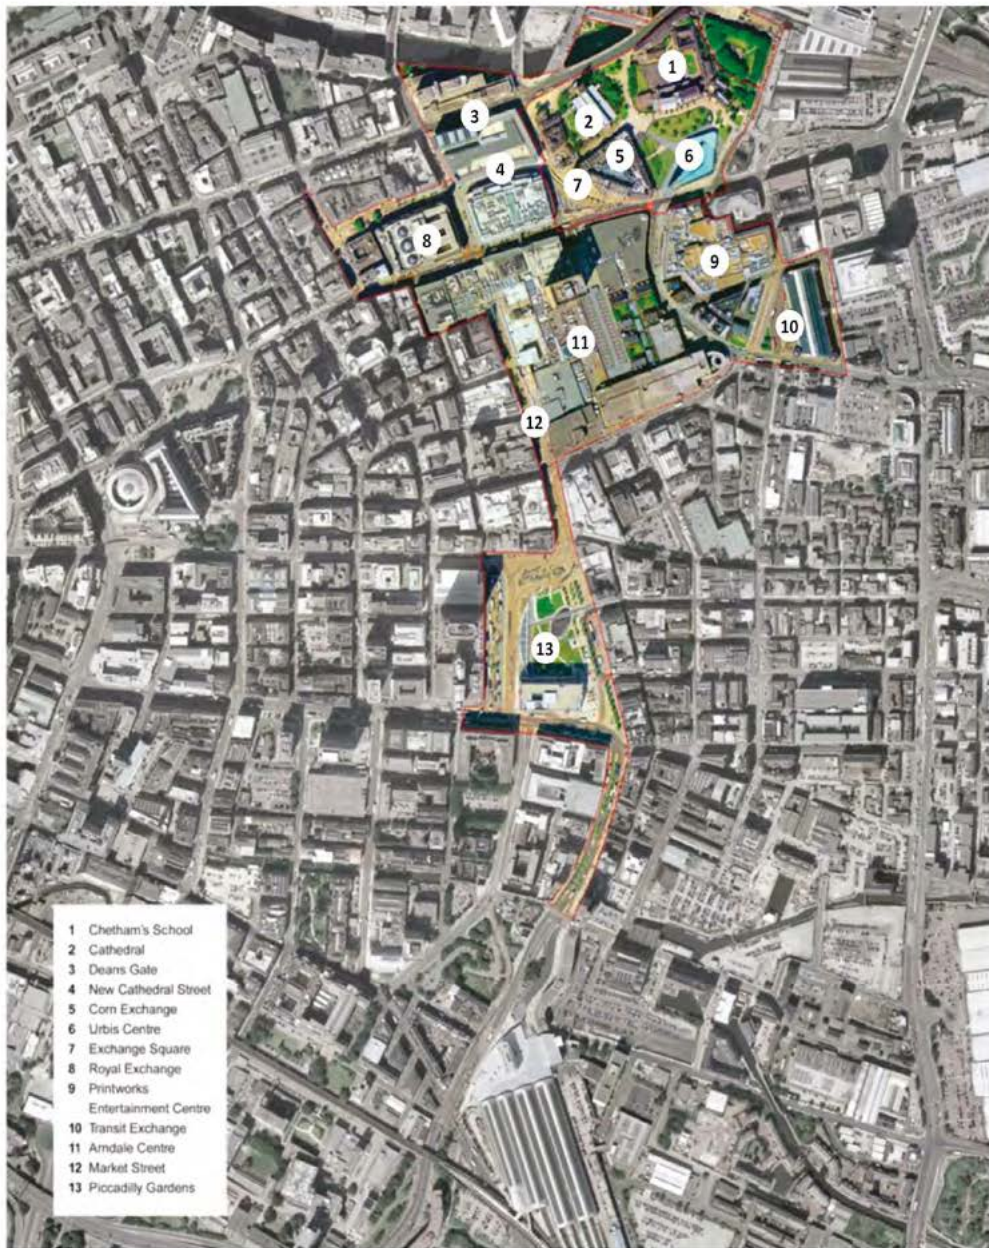 1
2
3
4
5
6
7
8
9
10
11
12
13
1 Chetham's School
2 Cathedral
3 Deans Gate
4 New Cathedral Street
5 Corn Exchange
6 Urbis Centre
7 Exchange Square
8 Royal Exchange
9 Printworks
Entertainment Centre
10 Transit Exchange
11 Arndale Centre
12 Market Street
13 Piccadilly Gardens